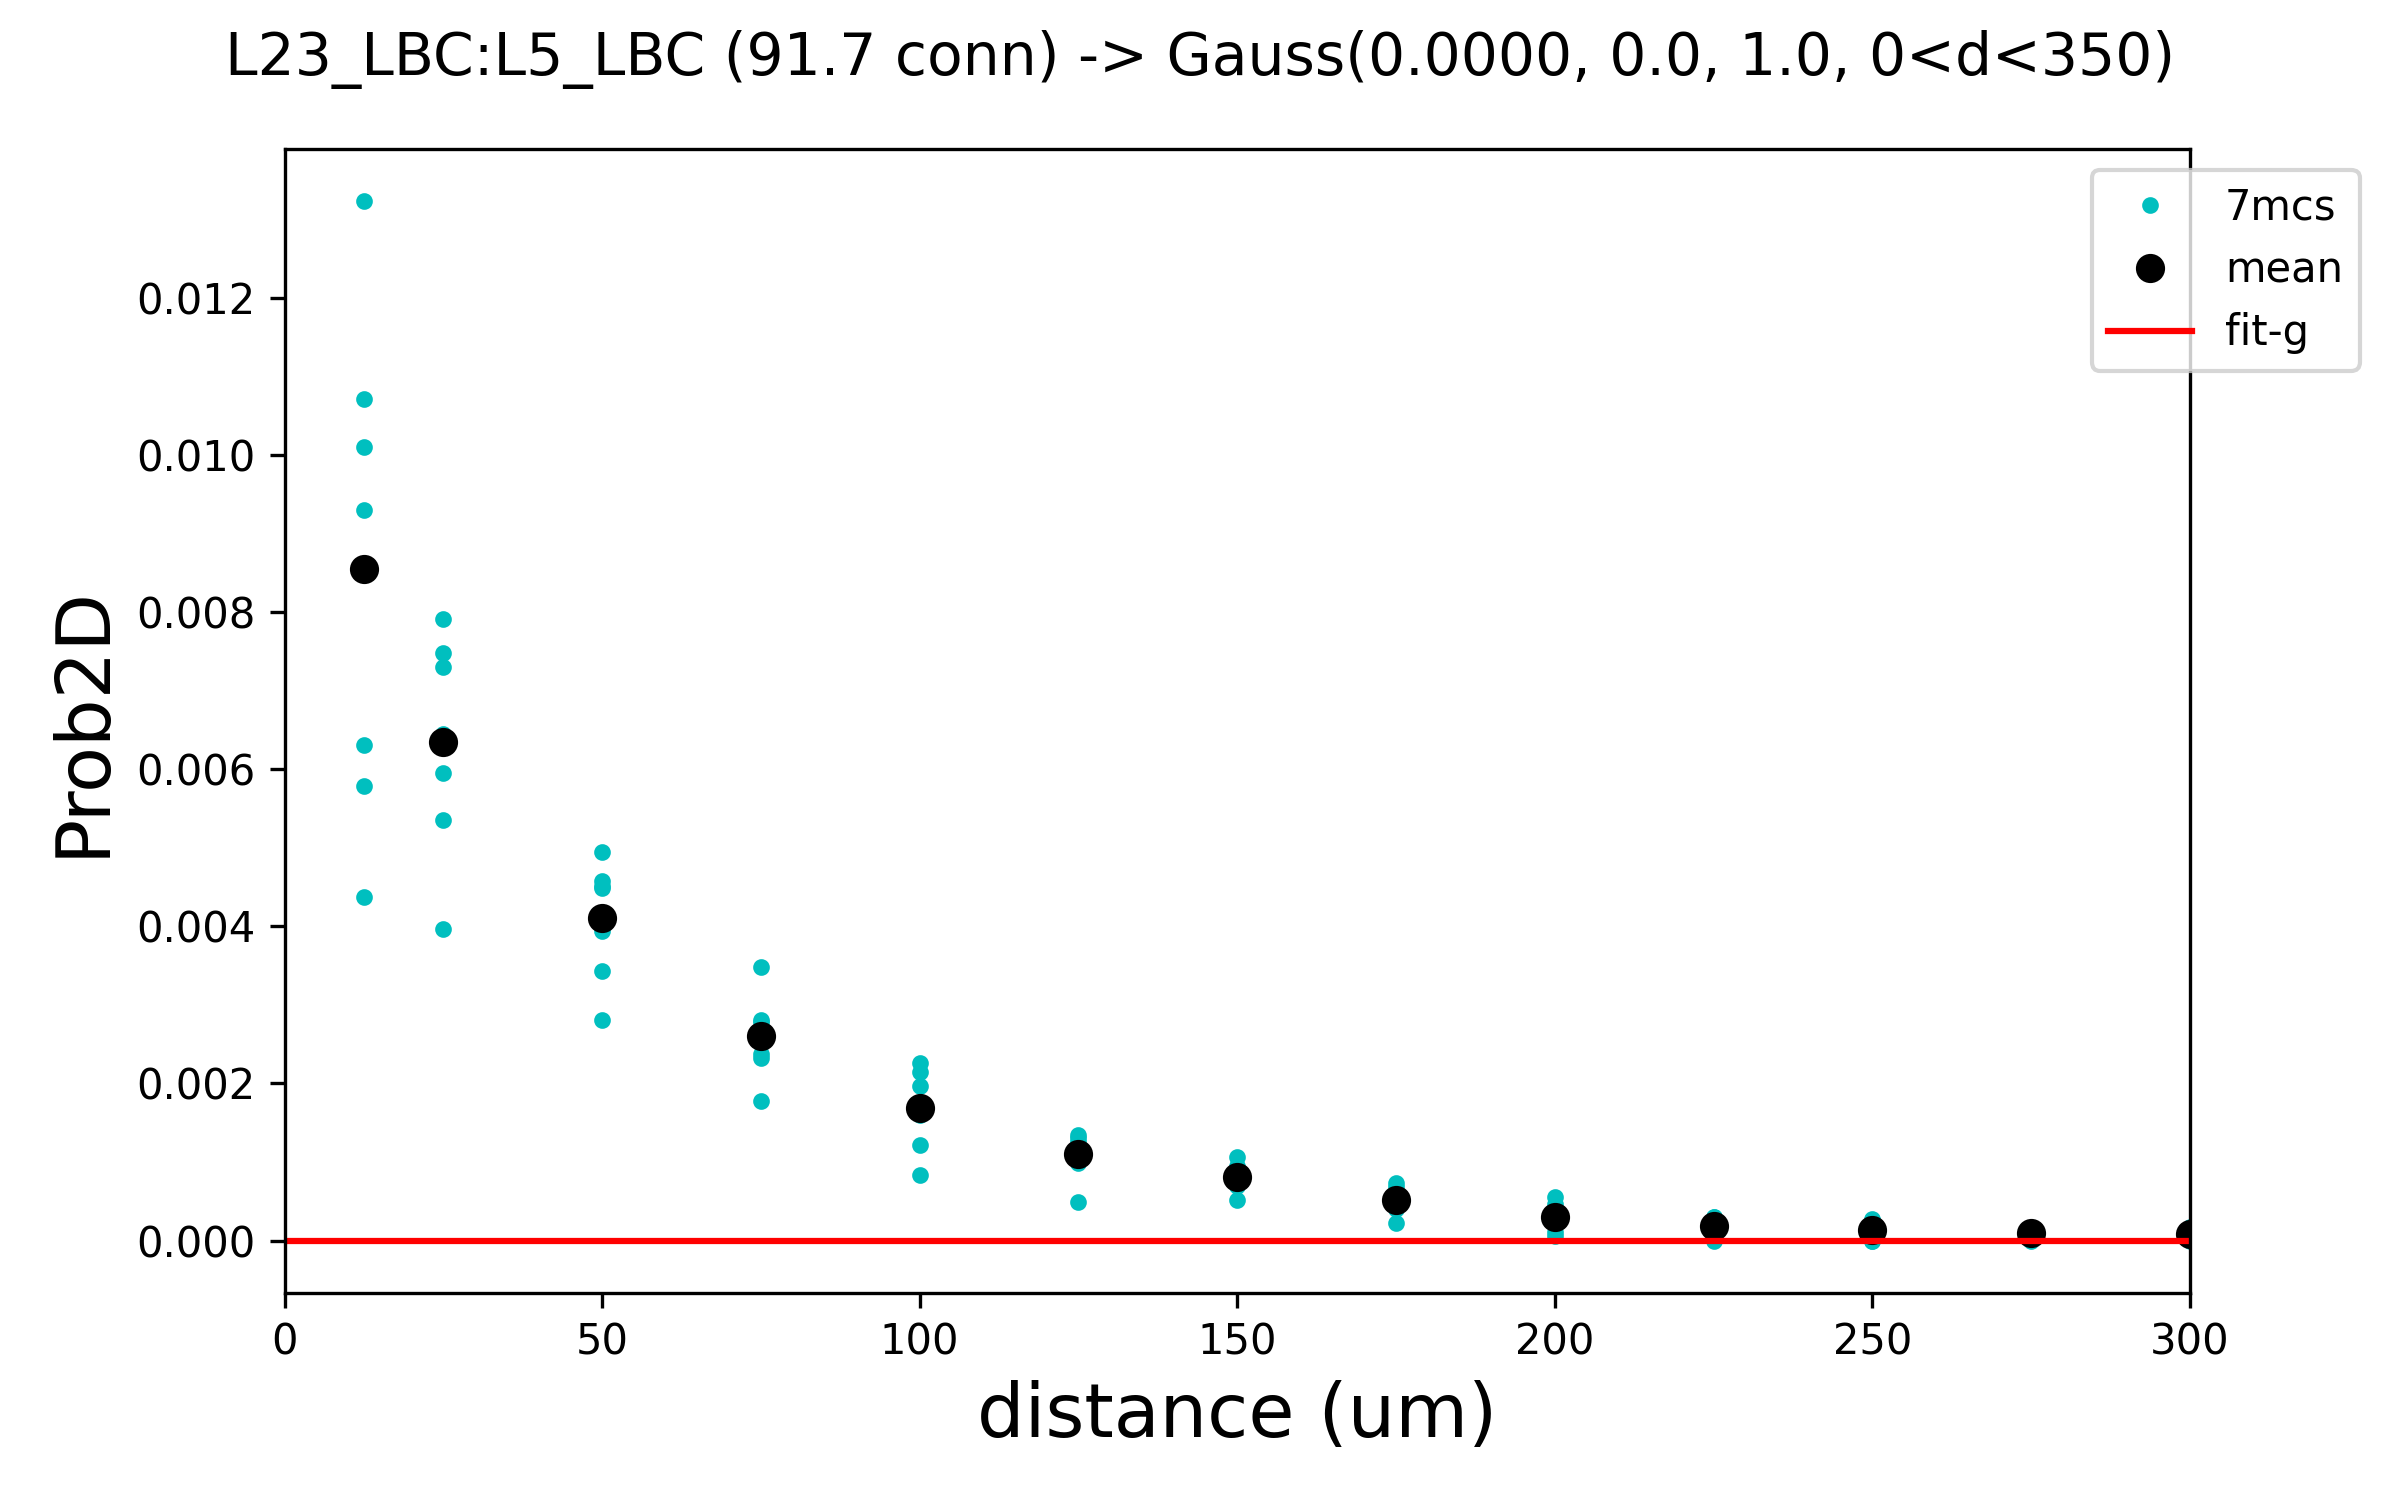 L23_LBC:L5_LBC (91.7 conn) -> Gauss(0.0000, 0.0, 1.0, 0<d<350)
7mcs
mean
fit-g
Prob2D
0.012
0.010
0.008
0.006
0.004
0.002
0.000
0 50 100 150 200 250 300
distance (um)